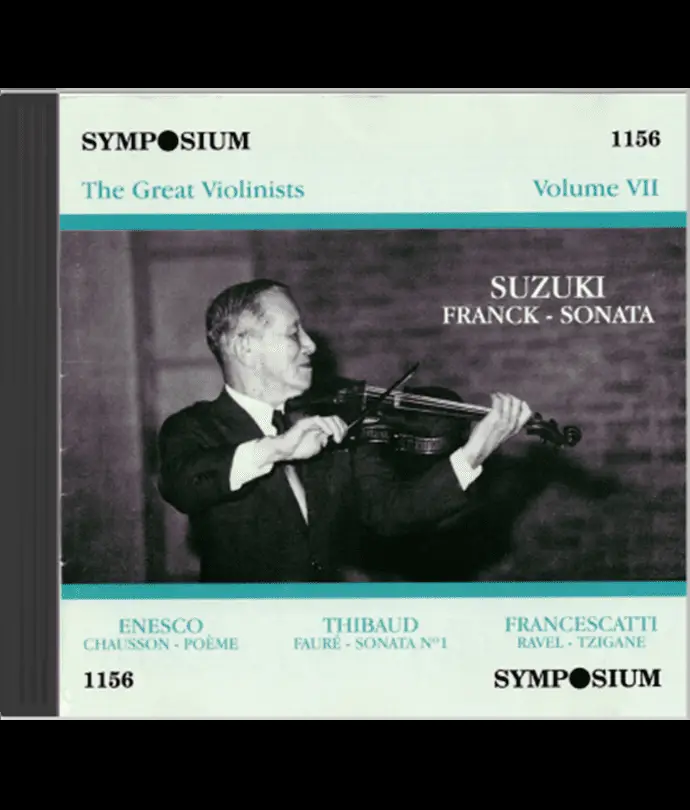 SYMPOSIUM 1156
The Great Violinists Volume VII
SUZUKI
FRANCK - SONATA
ENESCO THIBAUD FRANCESCATTI
CHAUSSON - POÈME FAURÉ - SONATA Nº1 RAVEL - TZIGANE
1156 SYMPOSIUM